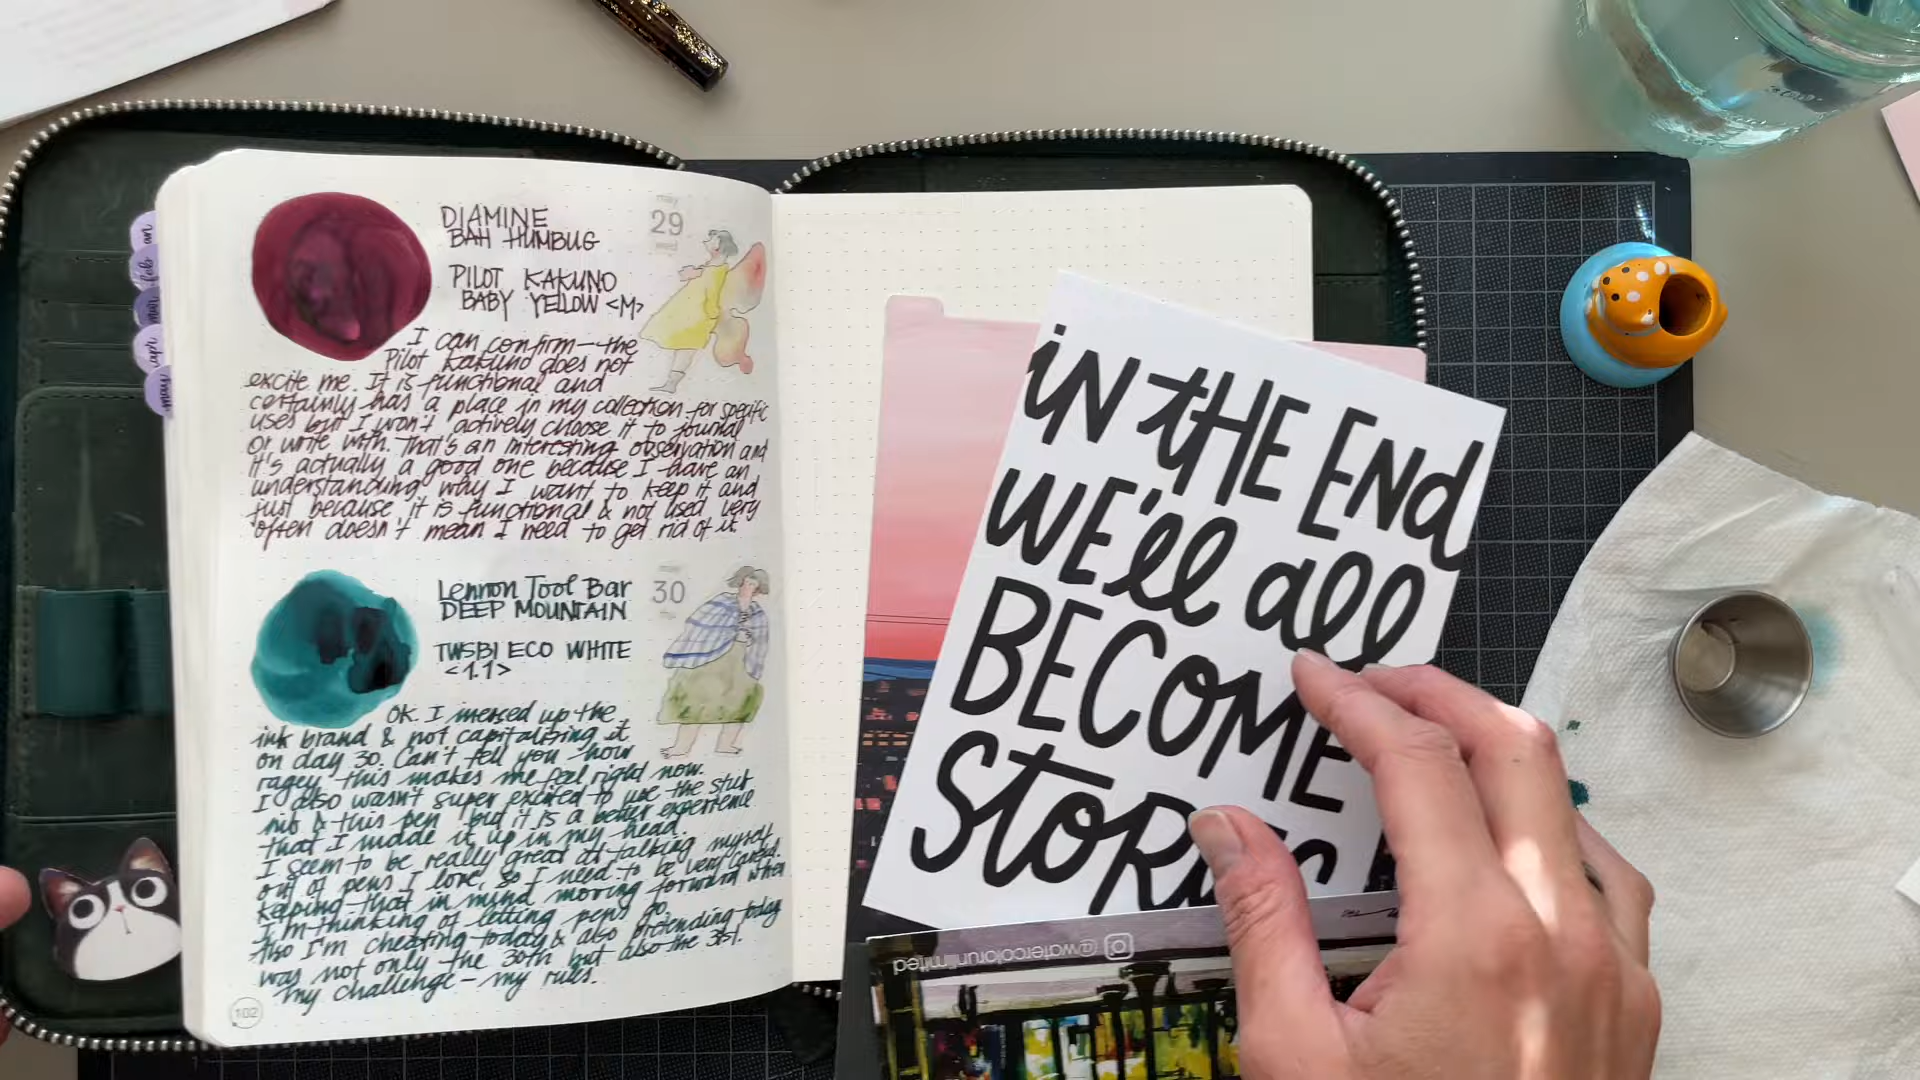 jan
feb
mar
apr
may
DIAMINE
BAH HUMBUG
PILOT KAKUNO
BABY YELLOW <M>
may
29
wed
I can confirm — the
Pilot Kakuno does not
excite me. It is functional and
certainly has a place in my collection for specific
uses but I won't actively choose it to journal
or write with. That's an interesting observation and
it's actually a good one because I have an
understanding why I want to keep it and
just because it is functional & not used very
often doesn't mean I need to get rid of it.
Lennon Tool Bar
DEEP MOUNTAIN
TWSBI ECO WHITE
<1.1>
may
30
OK. I messed up the
ink brand & not capitalizing it
on day 30. Can't tell you how
ragey this makes me feel right now.
I also wasn't super excited to use the stub
nib & this pen but it is a better experience
that I made it up in my head.
I seem to be really great at talking myself
out of pens I love, so I need to be very careful
keeping that in mind moving forward when
I'm thinking of letting pens go.
Also I'm cheating today & also pretending today
was not only the 30th but also the 31st.
my challenge — my rules.
102
iN tHE ENd
WE'll all
BECOME
StoRiES
@watercolorunlimited